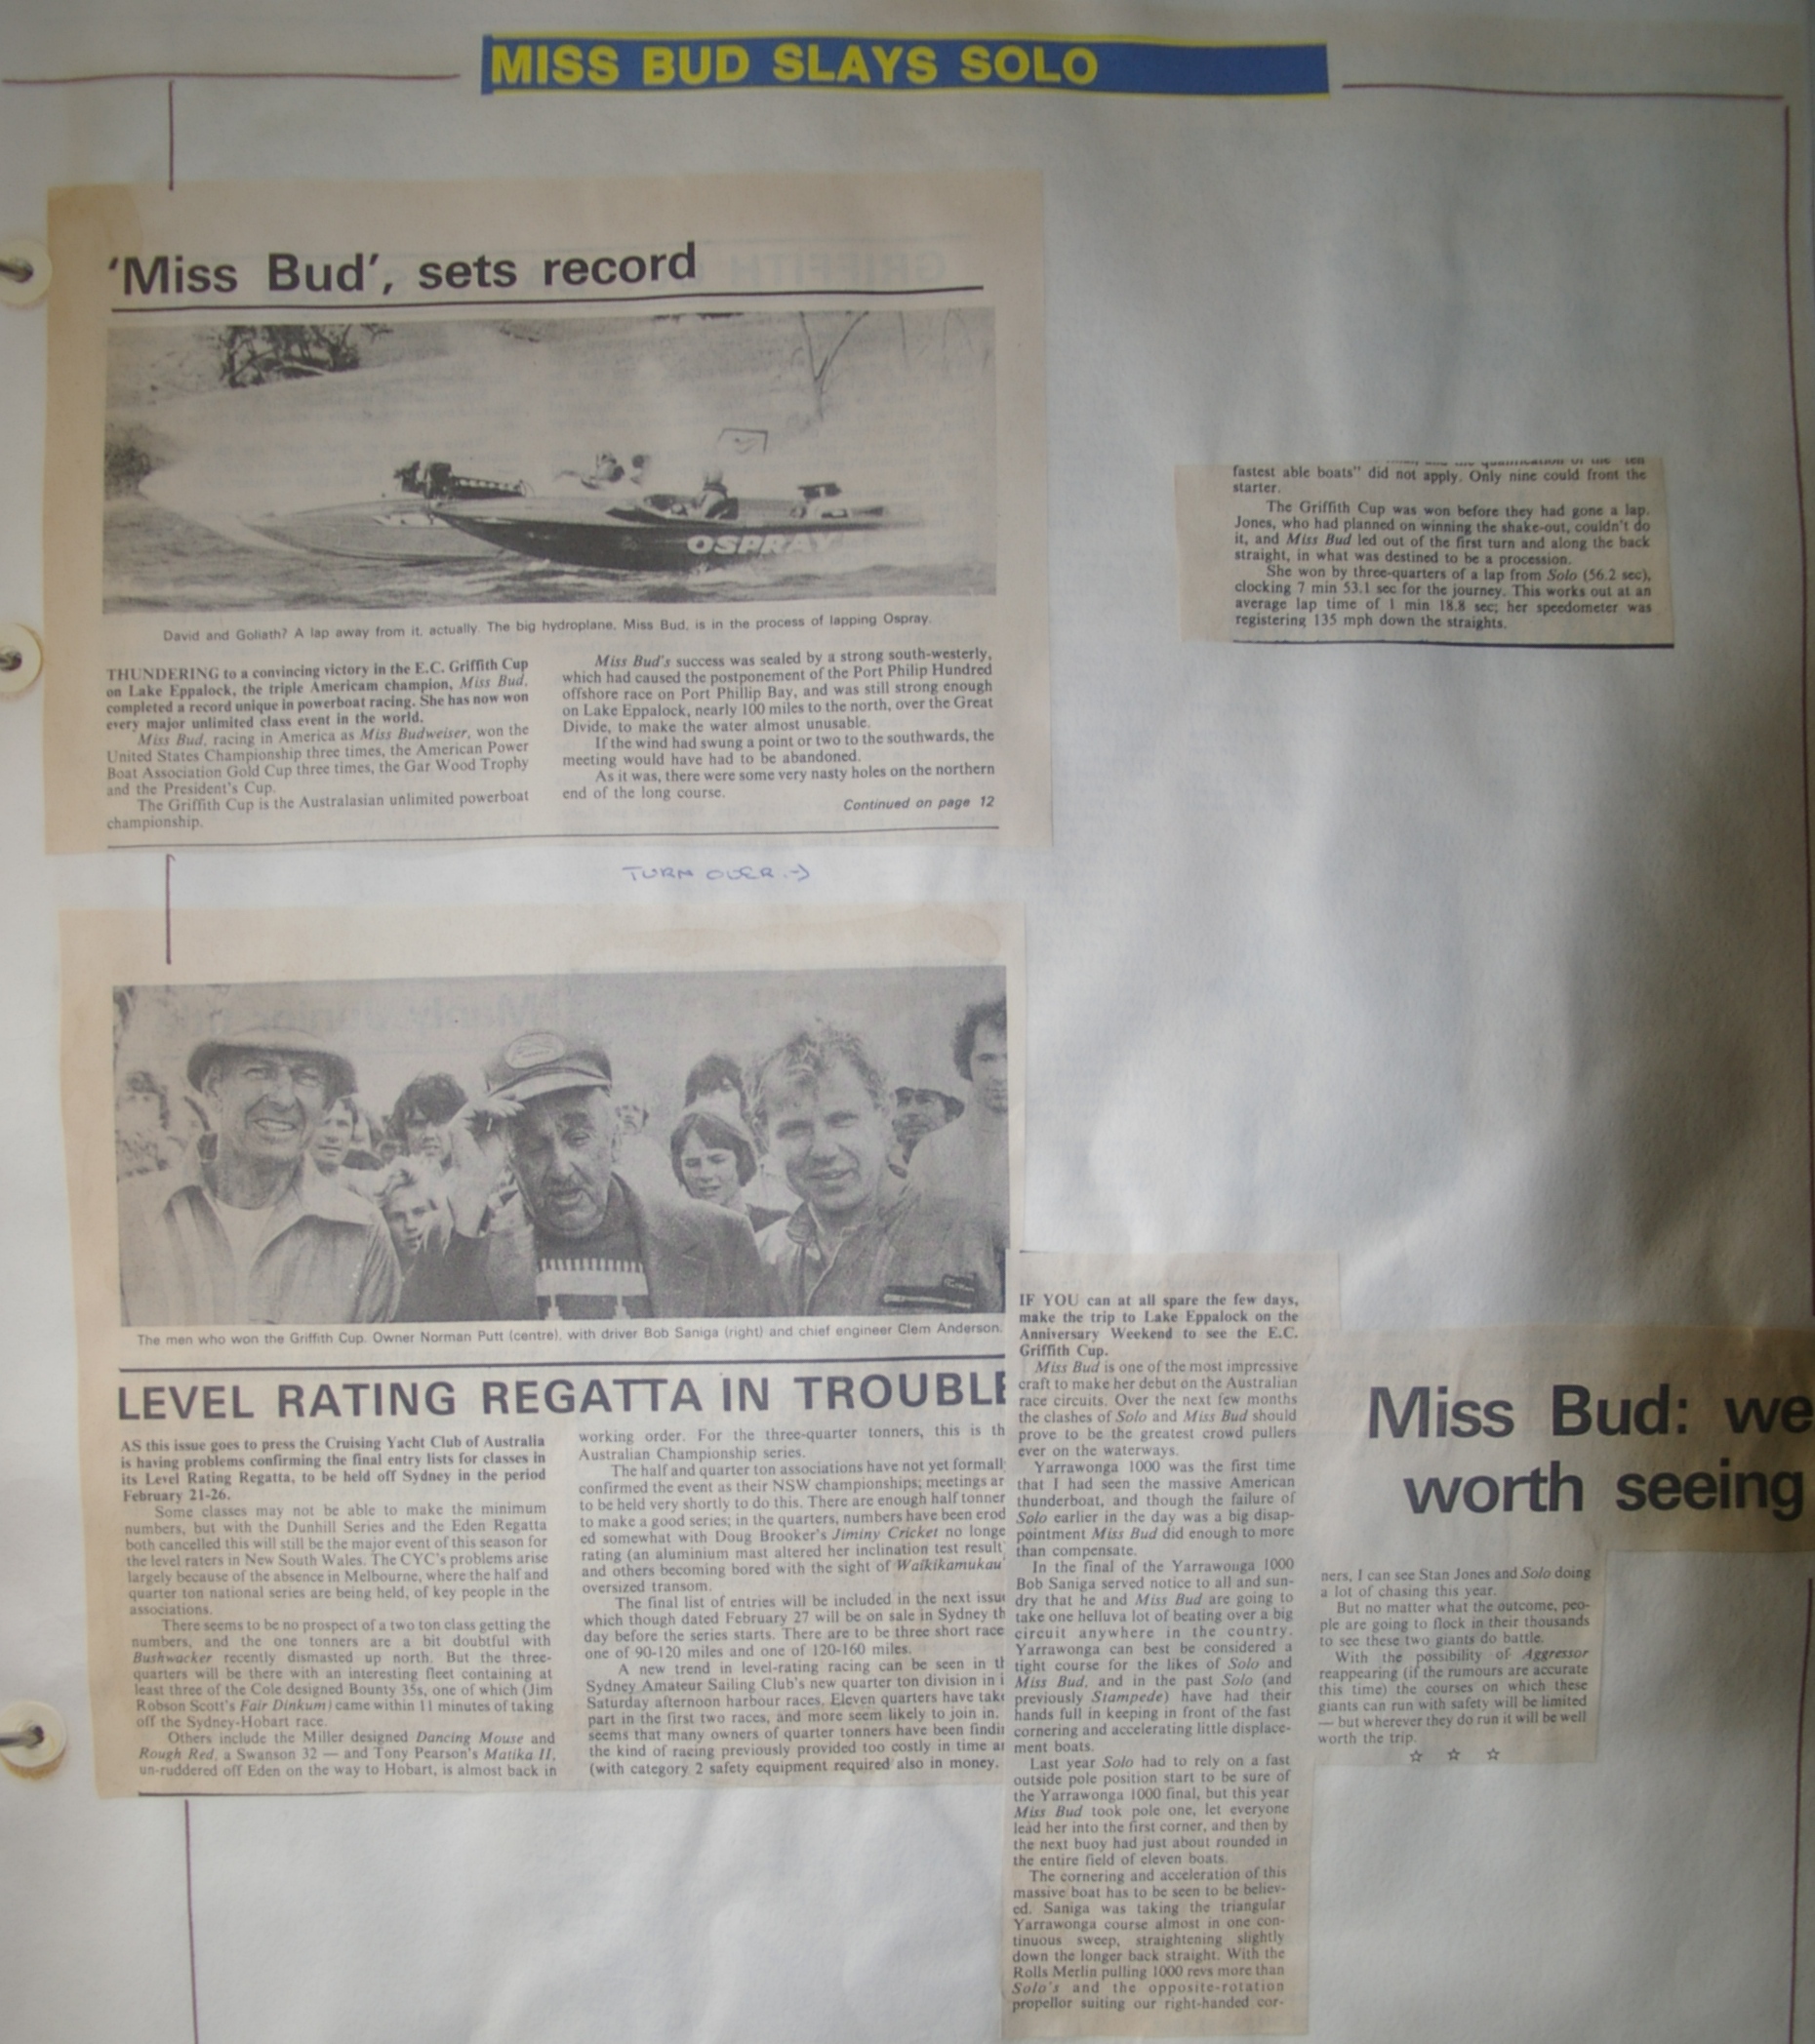 MISS BUD SLAYS SOLO
'Miss Bud', sets record
OSPRAY
David and Goliath? A lap away from it, actually. The big hydroplane, Miss Bud, is in the process of lapping Ospray.
THUNDERING to a convincing victory in the E.C. Griffith Cup
on Lake Eppalock, the triple Americam champion, Miss Bud,
completed a record unique in powerboat racing. She has now won
every major unlimited class event in the world.
Miss Bud, racing in America as Miss Budweiser, won the
United States Championship three times, the American Power
Boat Association Gold Cup three times, the Gar Wood Trophy
and the President's Cup.
The Griffith Cup is the Australasian unlimited powerboat
championship.
Miss Bud's success was sealed by a strong south-westerly,
which had caused the postponement of the Port Philip Hundred
offshore race on Port Phillip Bay, and was still strong enough
on Lake Eppalock, nearly 100 miles to the north, over the Great
Divide, to make the water almost unusable.
If the wind had swung a point or two to the southwards, the
meeting would have had to be abandoned.
As it was, there were some very nasty holes on the northern
end of the long course.
Continued on page 12
TURN OVER →
fastest able boats" did not apply. Only nine could front the
starter.
The Griffith Cup was won before they had gone a lap.
Jones, who had planned on winning the shake-out, couldn't do
it, and Miss Bud led out of the first turn and along the back
straight, in what was destined to be a procession.
She won by three-quarters of a lap from Solo (56.2 sec),
clocking 7 min 53.1 sec for the journey. This works out at an
average lap time of 1 min 18.8 sec; her speedometer was
registering 135 mph down the straights.
The men who won the Griffith Cup. Owner Norman Putt (centre), with driver Bob Saniga (right) and chief engineer Clem Anderson.
LEVEL RATING REGATTA IN TROUBLE
AS this issue goes to press the Cruising Yacht Club of Australia
is having problems confirming the final entry lists for classes in
its Level Rating Regatta, to be held off Sydney in the period
February 21-26.
Some classes may not be able to make the minimum
numbers, but with the Dunhill Series and the Eden Regatta
both cancelled this will still be the major event of this season for
the level raters in New South Wales. The CYC's problems arise
largely because of the absence in Melbourne, where the half and
quarter ton national series are being held, of key people in the
associations.
There seems to be no prospect of a two ton class getting the
numbers, and the one tonners are a bit doubtful with
Bushwacker recently dismasted up north. But the three-
quarters will be there with an interesting fleet containing at
least three of the Cole designed Bounty 35s, one of which (Jim
Robson Scott's Fair Dinkum) came within 11 minutes of taking
off the Sydney-Hobart race.
Others include the Miller designed Dancing Mouse and
Rough Red, a Swanson 32 — and Tony Pearson's Matika II,
un-ruddered off Eden on the way to Hobart, is almost back in
working order. For the three-quarter tonners, this is th
Australian Championship series.
The half and quarter ton associations have not yet formall
confirmed the event as their NSW championships; meetings ar
to be held very shortly to do this. There are enough half tonner
to make a good series; in the quarters, numbers have been erod
ed somewhat with Doug Brooker's Jiminy Cricket no longe
rating (an aluminium mast altered her inclination test result
and others becoming bored with the sight of Waikikamukau'
oversized transom.
The final list of entries will be included in the next issue
which though dated February 27 will be on sale in Sydney th
day before the series starts. There are to be three short race
one of 90-120 miles and one of 120-160 miles.
A new trend in level-rating racing can be seen in th
Sydney Amateur Sailing Club's new quarter ton division in i
Saturday afternoon harbour races. Eleven quarters have take
part in the first two races, and more seem likely to join in.
seems that many owners of quarter tonners have been findin
the kind of racing previously provided too costly in time an
(with category 2 safety equipment required also in money.
IF YOU can at all spare the few days,
make the trip to Lake Eppalock on the
Anniversary Weekend to see the E.C.
Griffith Cup.
Miss Bud is one of the most impressive
craft to make her debut on the Australian
race circuits. Over the next few months
the clashes of Solo and Miss Bud should
prove to be the greatest crowd pullers
ever on the waterways.
Yarrawonga 1000 was the first time
that I had seen the massive American
thunderboat, and though the failure of
Solo earlier in the day was a big disap-
pointment Miss Bud did enough to more
than compensate.
In the final of the Yarrawonga 1000
Bob Saniga served notice to all and sun-
dry that he and Miss Bud are going to
take one helluva lot of beating over a big
circuit anywhere in the country.
Yarrawonga can best be considered a
tight course for the likes of Solo and
Miss Bud, and in the past Solo (and
previously Stampede) have had their
hands full in keeping in front of the fast
cornering and accelerating little displace-
ment boats.
Last year Solo had to rely on a fast
outside pole position start to be sure of
the Yarrawonga 1000 final, but this year
Miss Bud took pole one, let everyone
lead her into the first corner, and then by
the next buoy had just about rounded in
the entire field of eleven boats.
The cornering and acceleration of this
massive boat has to be seen to be believ-
ed. Saniga was taking the triangular
Yarrawonga course almost in one con-
tinuous sweep, straightening slightly
down the longer back straight. With the
Rolls Merlin pulling 1000 revs more than
Solo's and the opposite-rotation
propellor suiting our right-handed cor-
Miss Bud: we
worth seeing
ners, I can see Stan Jones and Solo doing
a lot of chasing this year.
But no matter what the outcome, peo-
ple are going to flock in their thousands
to see these two giants do battle.
With the possibility of Aggressor
reappearing (if the rumours are accurate
this time) the courses on which these
giants can run with safety will be limited
— but wherever they do run it will be well
worth the trip.
☆ ☆ ☆